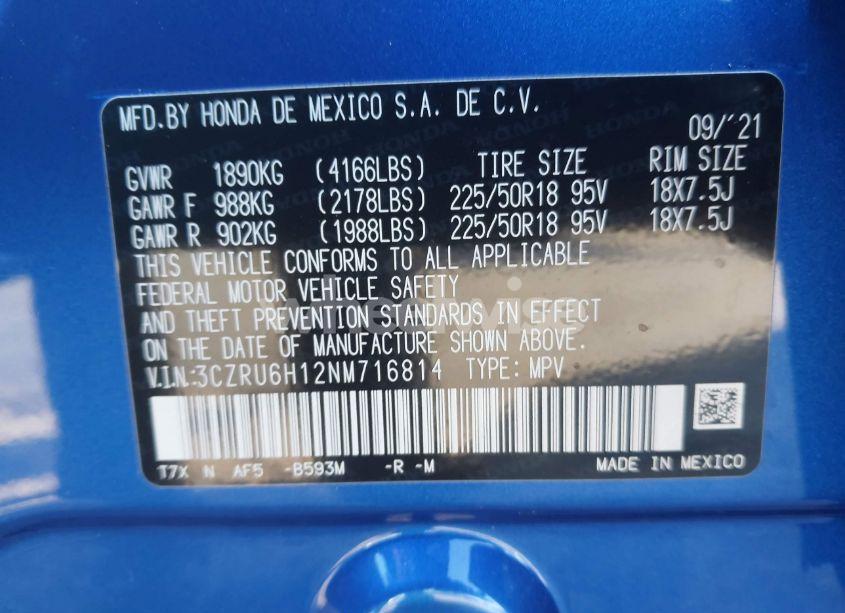 MFD.BY HONDA DE MEXICO S.A. DE C.V.
09/´21
GVWR 1890KG (4166LBS) TIRE SIZE RIM SIZE
GAWR F 988KG (2178LBS) 225/50R18 95V 18X7.5J
GAWR R 902KG (1988LBS) 225/50R18 95V 18X7.5J
THIS VEHICLE CONFORMS TO ALL APPLICABLE
FEDERAL MOTOR VEHICLE SAFETY
AND THEFT PREVENTION STANDARDS IN EFFECT
ON THE DATE OF MANUFACTURE SHOWN ABOVE.
V.I.N.:3CZRU6H12NM716814 TYPE: MPV
T7X N AF5 -B593M -R -M MADE IN MEXICO